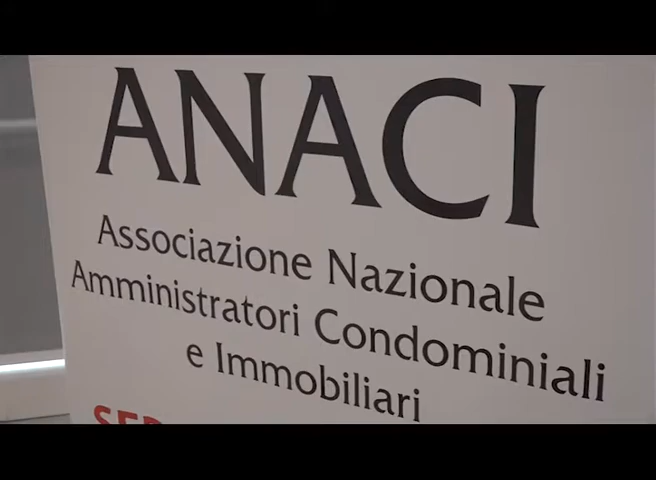 ANACI
Associazione Nazionale
Amministratori Condominiali
e Immobiliari